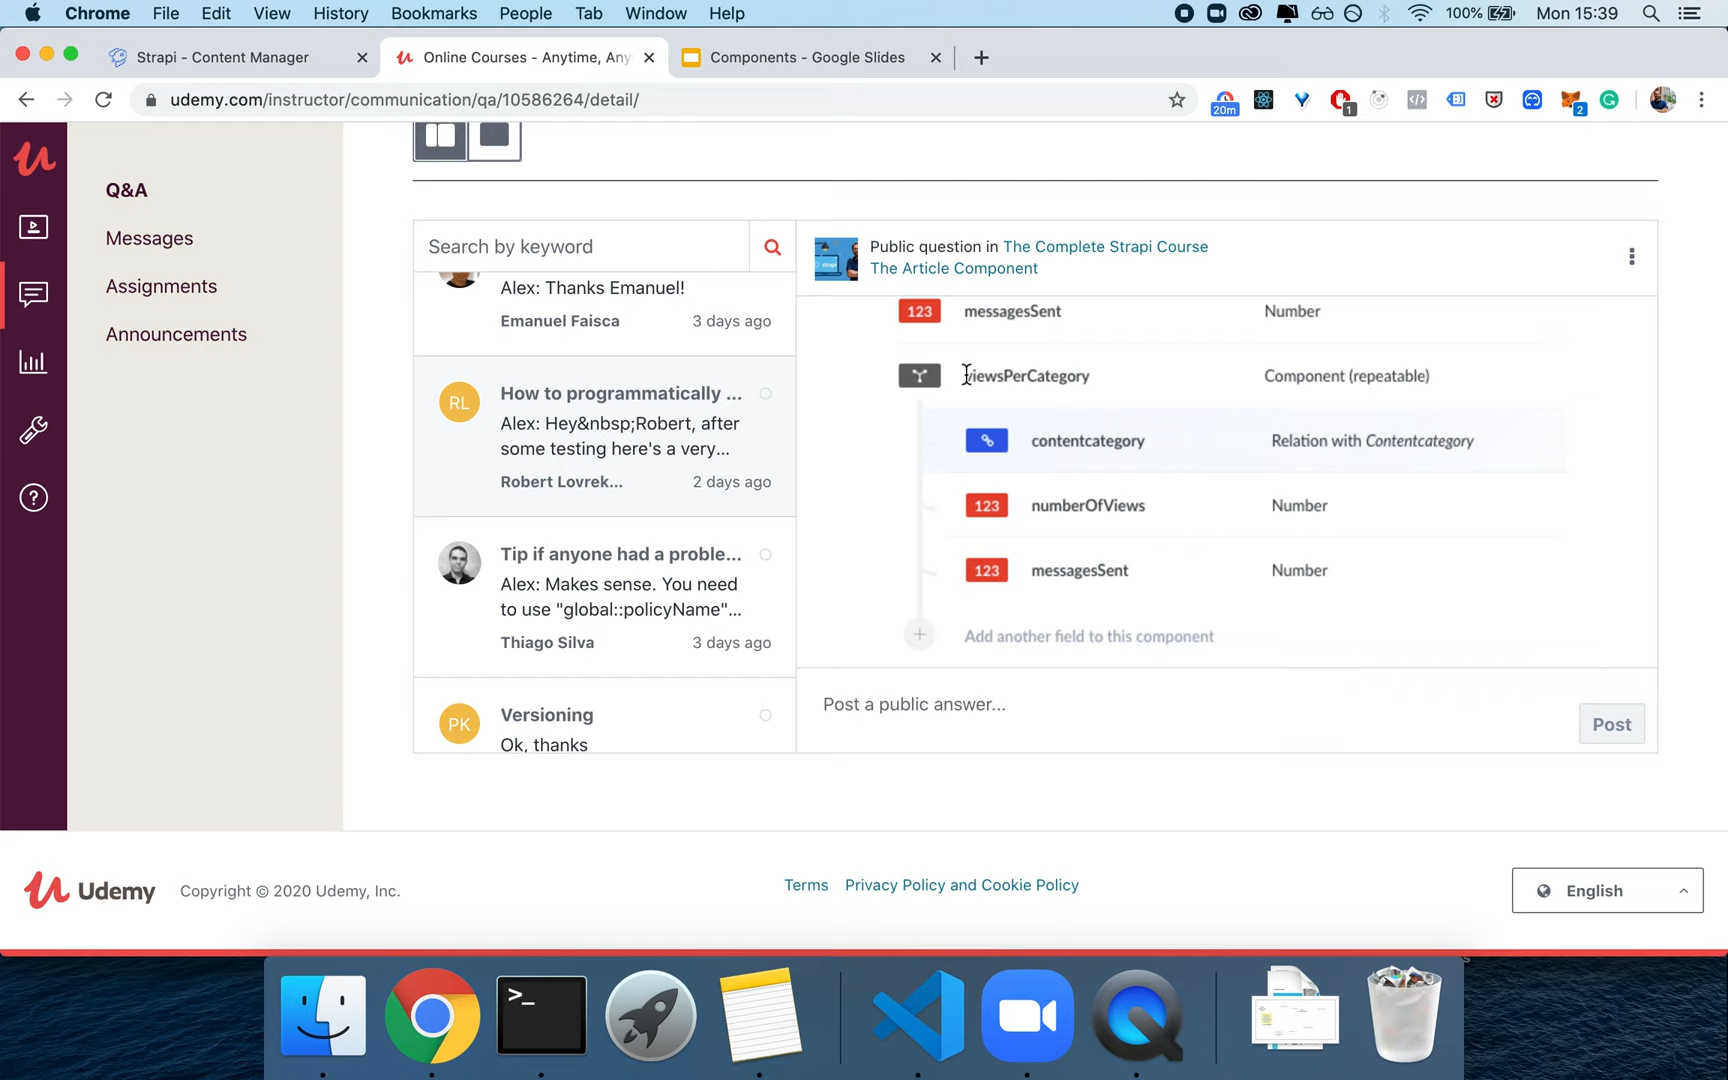 Chrome File Edit View History Bookmarks People Tab Window Help 100% Mon 15:39
Strapi - Content Manager
Online Courses - Anytime, Any
Components - Google Slides
udemy.com/instructor/communication/qa/10586264/detail/
20m
1
2
Q&A
Messages
Assignments
Announcements
Search by keyword
Alex: Thanks Emanuel!
Emanuel Faisca 3 days ago
RL
How to programmatically ...
Alex: Hey&nbsp;Robert, after
some testing here's a very...
Robert Lovrek... 2 days ago
Tip if anyone had a proble...
Alex: Makes sense. You need
to use "global::policyName"...
Thiago Silva 3 days ago
PK
Versioning
Ok, thanks
strapi
Public question in The Complete Strapi Course
The Article Component
123 messagesSent Number
viewsPerCategory Component (repeatable)
contentcategory Relation with Contentcategory
123 numberOfViews Number
123 messagesSent Number
Add another field to this component
Post a public answer...
Post
Udemy
Copyright © 2020 Udemy, Inc.
Terms
Privacy Policy and Cookie Policy
English